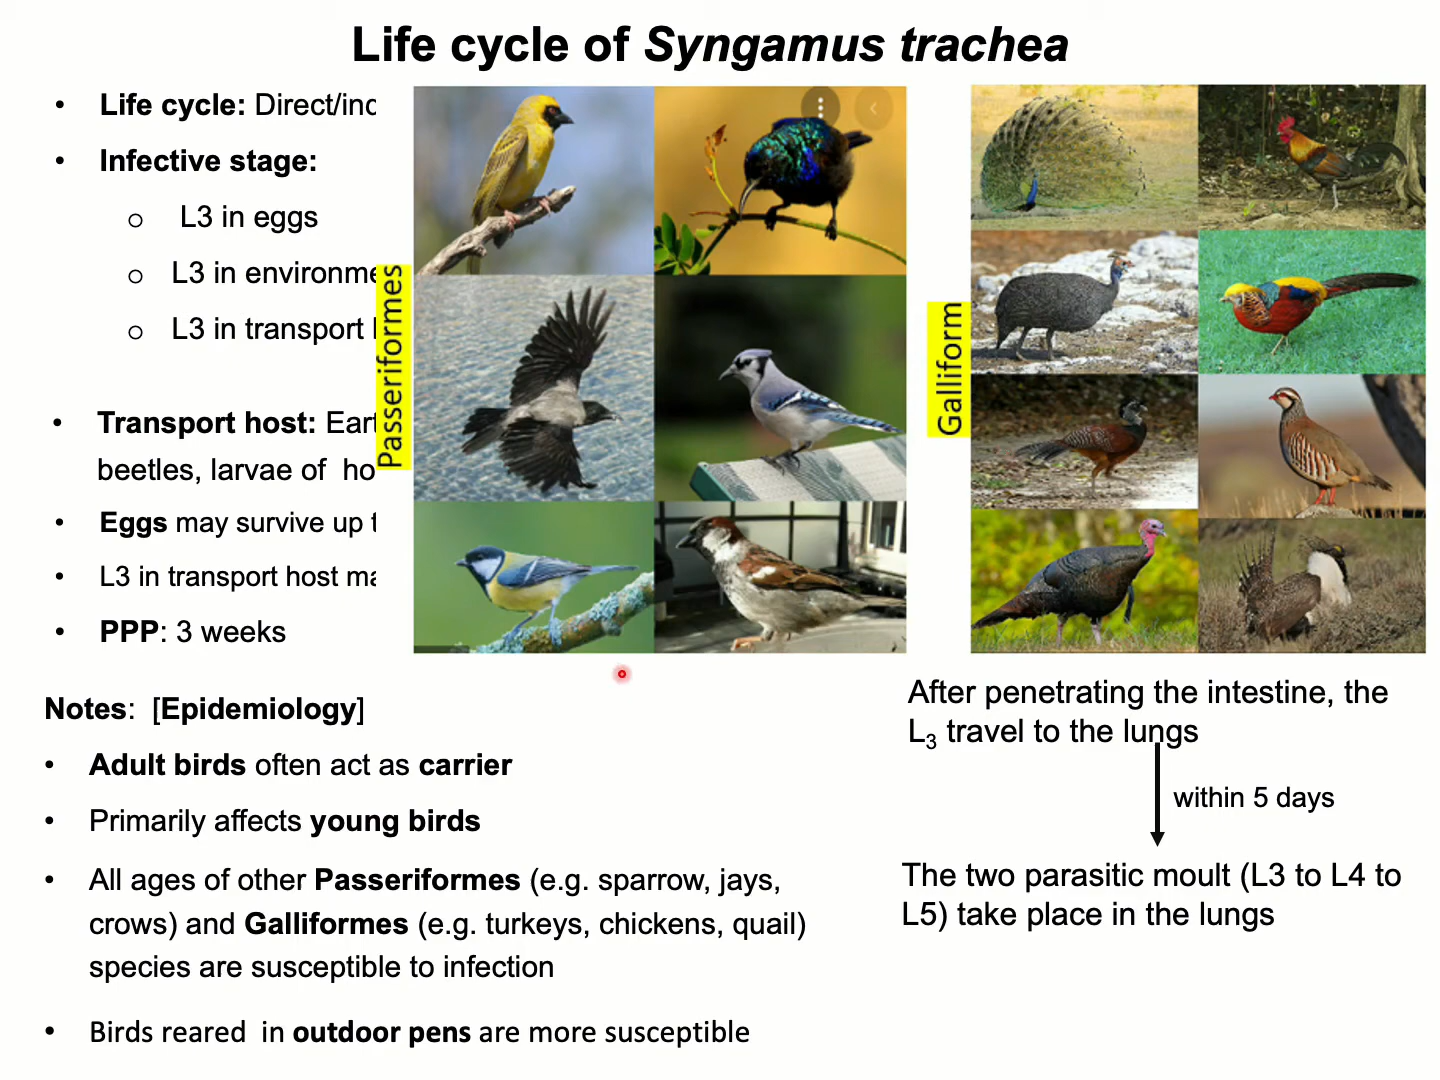 Life cycle of Syngamus trachea
• Life cycle: Direct/inc
• Infective stage:
o L3 in eggs
o L3 in environme
o L3 in transport
• Transport host: Eart
beetles, larvae of ho
• Eggs may survive up t
• L3 in transport host ma
• PPP: 3 weeks
Passeriformes
Galliform
Notes: [Epidemiology]
• Adult birds often act as carrier
• Primarily affects young birds
• All ages of other Passeriformes (e.g. sparrow, jays,
crows) and Galliformes (e.g. turkeys, chickens, quail)
species are susceptible to infection
• Birds reared in outdoor pens are more susceptible
After penetrating the intestine, the
L3 travel to the lungs
within 5 days
The two parasitic moult (L3 to L4 to
L5) take place in the lungs